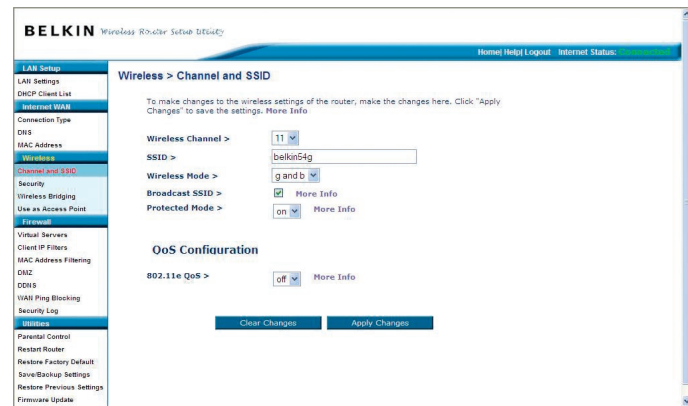 BELKIN Wireless Router Setup Utility
Home| Help| Logout Internet Status:
LAN Setup
LAN Settings
DHCP Client List
Internet WAN
Connection Type
DNS
MAC Address
Wireless
Channel and SSID
Security
Wireless Bridging
Use as Access Point
Firewall
Virtual Servers
Client IP Filters
MAC Address Filtering
DMZ
DDNS
WAN Ping Blocking
Security Log
Utilities
Parental Control
Restart Router
Restore Factory Default
Save/Backup Settings
Restore Previous Settings
Firmware Update
Wireless > Channel and SSID
To make changes to the wireless settings of the router, make the changes here. Click "Apply
Changes" to save the settings. More Info
Wireless Channel > 11
SSID > belkin54g
Wireless Mode > g and b
Broadcast SSID > More Info
Protected Mode > on More Info
QoS Configuration
802.11e QoS > off More Info
Clear Changes Apply Changes